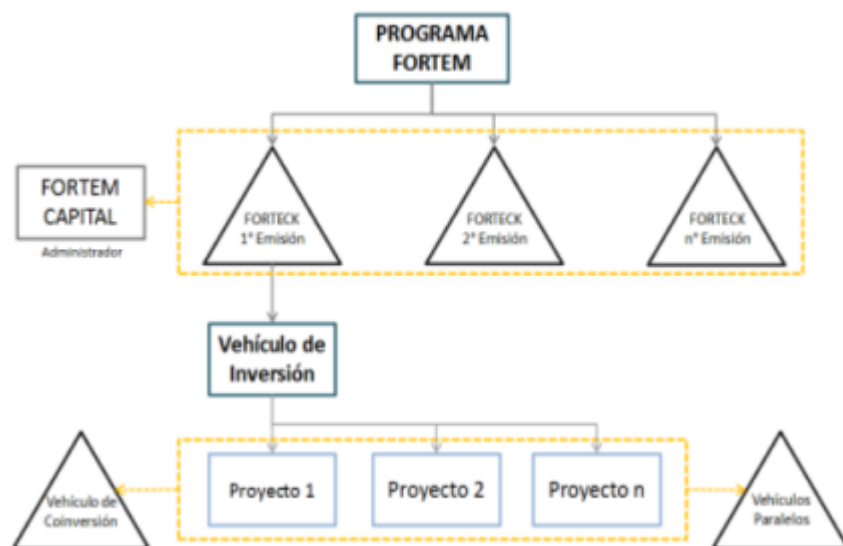 PROGRAMA
FORTEM
FORTEM
CAPITAL
Administrador
FORTECK
1° Emisión
FORTECK
2° Emisión
FORTECK
n° Emisión
Vehículo de
Inversión
Vehículo de
Coinversión
Proyecto 1
Proyecto 2
Proyecto n
Vehículos
Paralelos